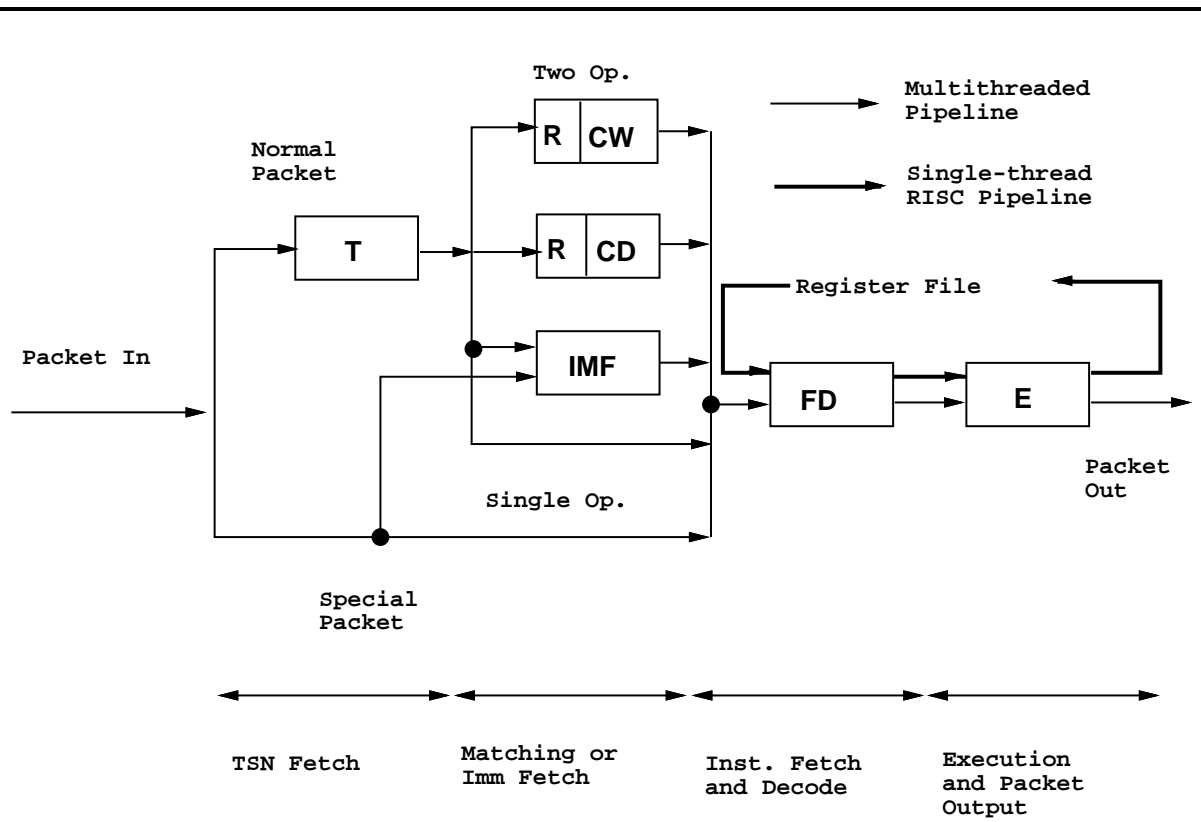 Two Op.
Multithreaded
Pipeline
R CW
Normal
Packet
Single-thread
RISC Pipeline
T
R CD
Register File
Packet In
IMF
FD
E
Packet
Out
Single Op.
Special
Packet
TSN Fetch
Matching or
Imm Fetch
Inst. Fetch
and Decode
Execution
and Packet
Output